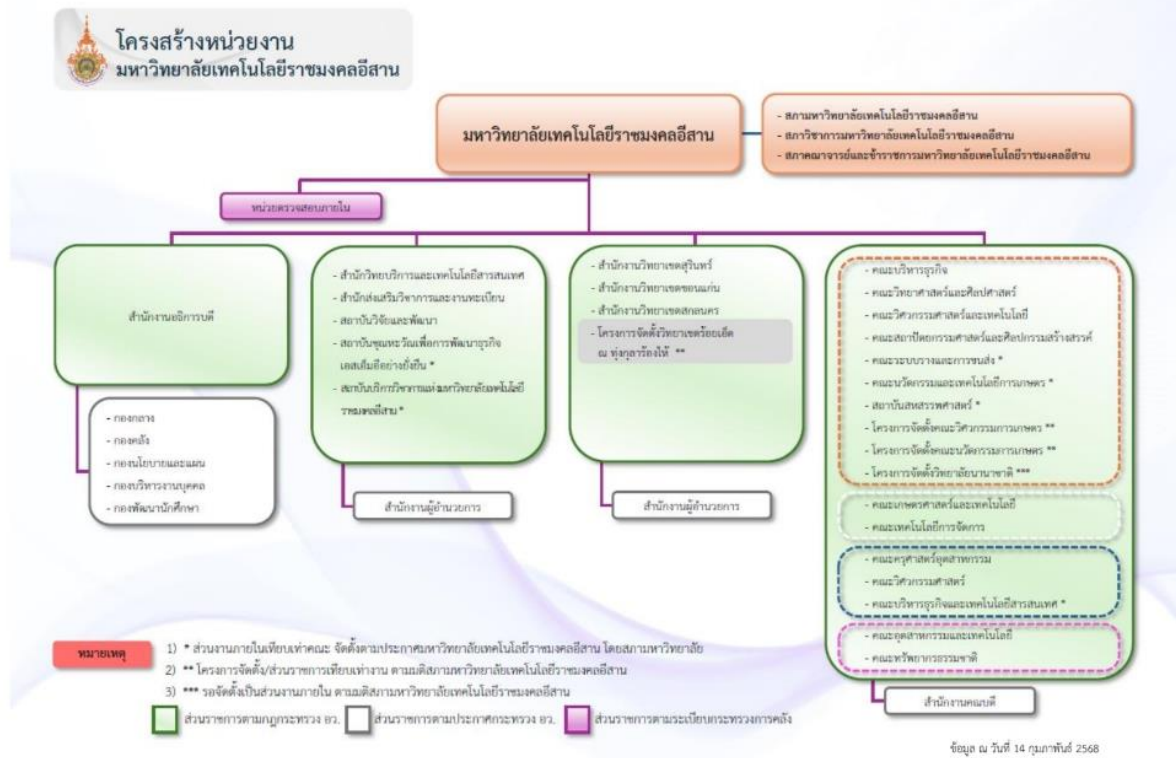 โครงสร้างหน่วยงาน
มหาวิทยาลัยเทคโนโลยีราชมงคลอีสาน
มหาวิทยาลัยเทคโนโลยีราชมงคลอีสาน
- สภามหาวิทยาลัยเทคโนโลยีราชมงคลอีสาน
- สภาวิชาการมหาวิทยาลัยเทคโนโลยีราชมงคลอีสาน
- สภาคณาจารย์และข้าราชการมหาวิทยาลัยเทคโนโลยีราชมงคลอีสาน
หน่วยตรวจสอบภายใน
สำนักงานอธิการบดี
- กองกลาง
- กองคลัง
- กองนโยบายและแผน
- กองบริหารงานบุคคล
- กองพัฒนานักศึกษา
- สำนักวิทยบริการและเทคโนโลยีสารสนเทศ
- สำนักส่งเสริมวิชาการและงานทะเบียน
- สถาบันวิจัยและพัฒนา
- สถาบันชุณหะวัณเพื่อการพัฒนาธุรกิจ
เอสเต็มอีอย่างยั่งยืน *
- สถาบันบริการวิชาการแห่งมหาวิทยาลัยเทคโนโลยี
ราชมงคลอีสาน *
สำนักงานผู้อำนวยการ
- สำนักงานวิทยาเขตสุรินทร์
- สำนักงานวิทยาเขตขอนแก่น
- สำนักงานวิทยาเขตสกลนคร
- โครงการจัดตั้งวิทยาเขตร้อยเอ็ด
ณ ทุ่งกุลาร้องไห้ **
สำนักงานผู้อำนวยการ
- คณะบริหารธุรกิจ
- คณะวิทยาศาสตร์และศิลปศาสตร์
- คณะวิศวกรรมศาสตร์และเทคโนโลยี
- คณะสถาปัตยกรรมศาสตร์และศิลปกรรมสร้างสรรค์
- คณะระบบรางและการขนส่ง *
- คณะนวัตกรรมและเทคโนโลยีการเกษตร *
- สถาบันสหสรรพศาสตร์ *
- โครงการจัดตั้งคณะวิศวกรรมการเกษตร **
- โครงการจัดตั้งคณะนวัตกรรมการเกษตร **
- โครงการจัดตั้งวิทยาลัยนานาชาติ ***
- คณะเกษตรศาสตร์และเทคโนโลยี
- คณะเทคโนโลยีการจัดการ
- คณะครุศาสตร์อุตสาหกรรม
- คณะวิศวกรรมศาสตร์
- คณะบริหารธุรกิจและเทคโนโลยีสารสนเทศ *
- คณะอุตสาหกรรมและเทคโนโลยี
- คณะทรัพยากรธรรมชาติ
สำนักงานคณบดี
หมายเหตุ
1) * ส่วนงานภายในเทียบเท่าคณะ จัดตั้งตามประกาศมหาวิทยาลัยเทคโนโลยีราชมงคลอีสาน โดยสภามหาวิทยาลัย
2) ** โครงการจัดตั้ง/ส่วนราชการเทียบเท่างาน ตามมติสภามหาวิทยาลัยเทคโนโลยีราชมงคลอีสาน
3) *** รอจัดตั้งเป็นส่วนงานภายใน ตามมติสภามหาวิทยาลัยเทคโนโลยีราชมงคลอีสาน
ส่วนราชการตามกฎกระทรวง อว. ส่วนราชการตามประกาศกระทรวง อว. ส่วนราชการตามระเบียบกระทรวงการคลัง
ข้อมูล ณ วันที่ 14 กุมภาพันธ์ 2568